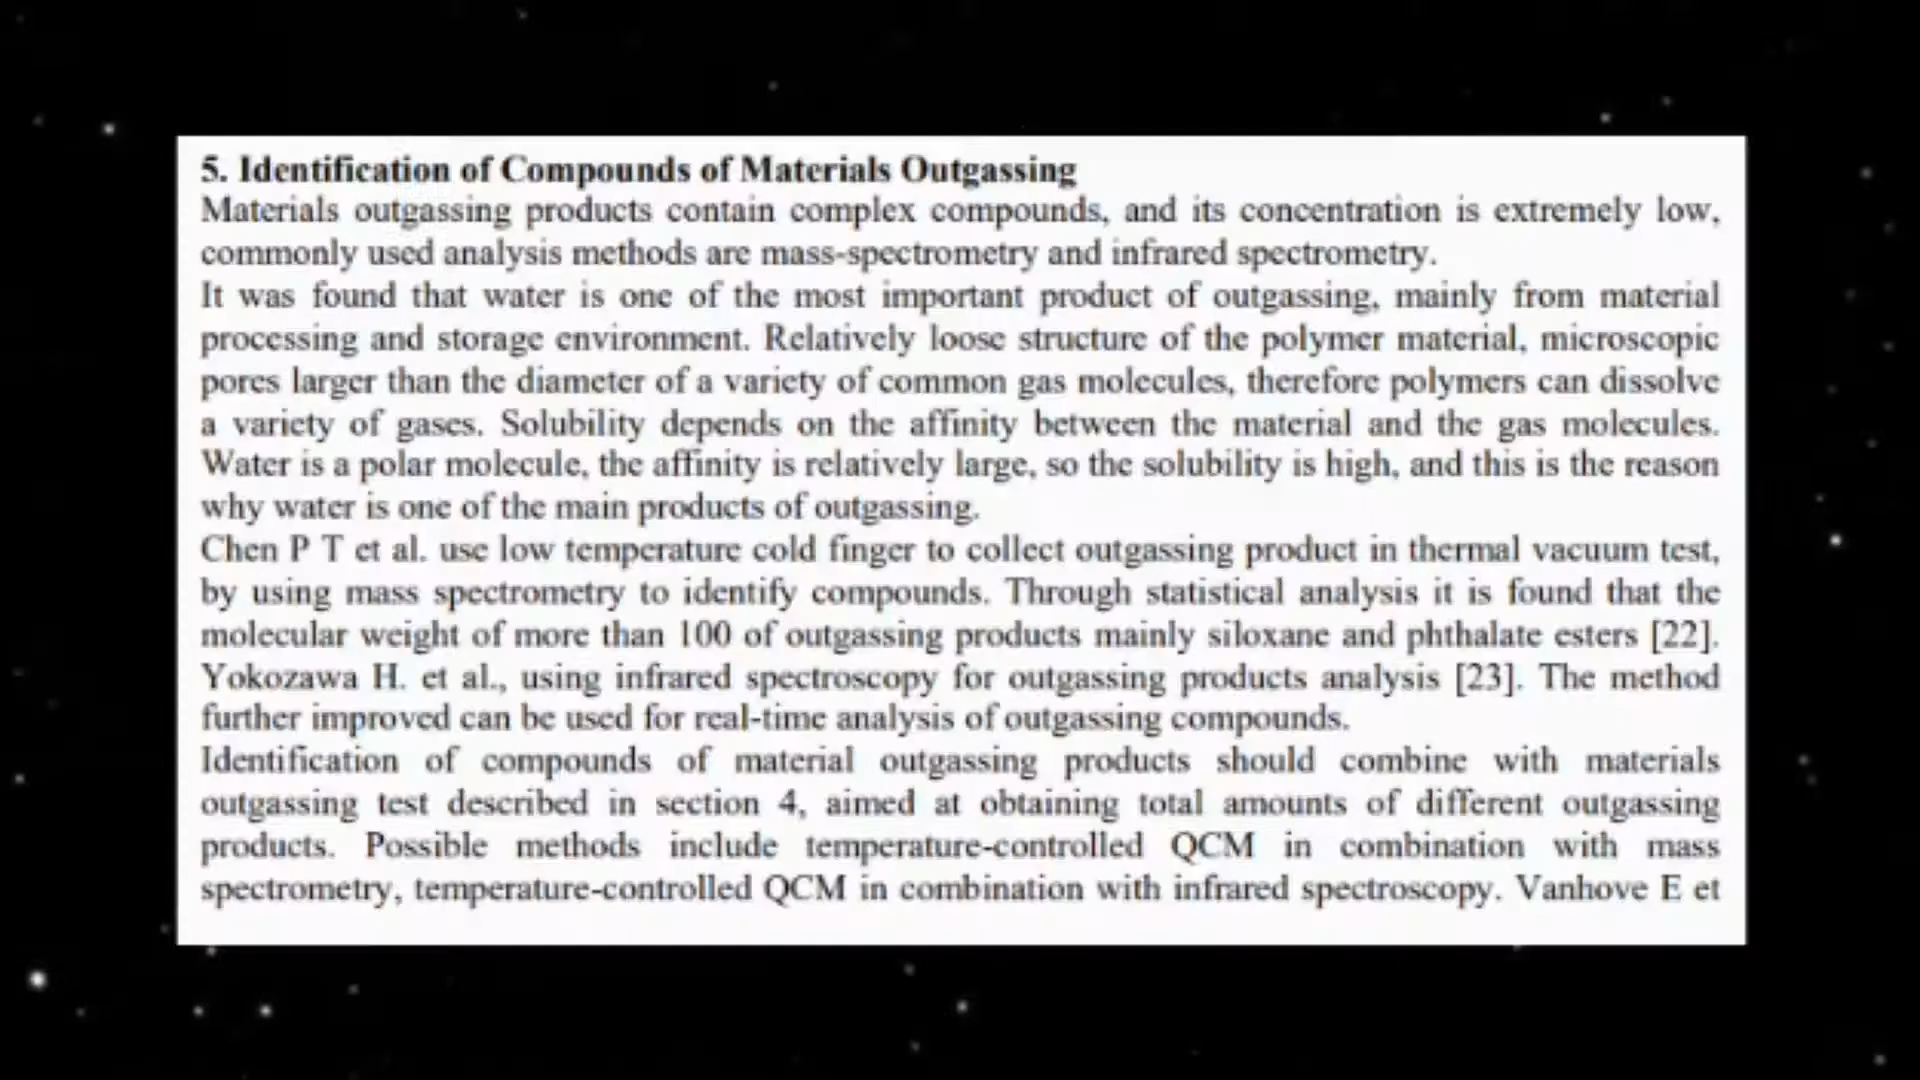 5. Identification of Compounds of Materials Outgassing
Materials outgassing products contain complex compounds, and its concentration is extremely low,
commonly used analysis methods are mass-spectrometry and infrared spectrometry.
It was found that water is one of the most important product of outgassing, mainly from material
processing and storage environment. Relatively loose structure of the polymer material, microscopic
pores larger than the diameter of a variety of common gas molecules, therefore polymers can dissolve
a variety of gases. Solubility depends on the affinity between the material and the gas molecules.
Water is a polar molecule, the affinity is relatively large, so the solubility is high, and this is the reason
why water is one of the main products of outgassing.
Chen P T et al. use low temperature cold finger to collect outgassing product in thermal vacuum test,
by using mass spectrometry to identify compounds. Through statistical analysis it is found that the
molecular weight of more than 100 of outgassing products mainly siloxane and phthalate esters [22].
Yokozawa H. et al., using infrared spectroscopy for outgassing products analysis [23]. The method
further improved can be used for real-time analysis of outgassing compounds.
Identification of compounds of material outgassing products should combine with materials
outgassing test described in section 4, aimed at obtaining total amounts of different outgassing
products. Possible methods include temperature-controlled QCM in combination with mass
spectrometry, temperature-controlled QCM in combination with infrared spectroscopy. Vanhove E et